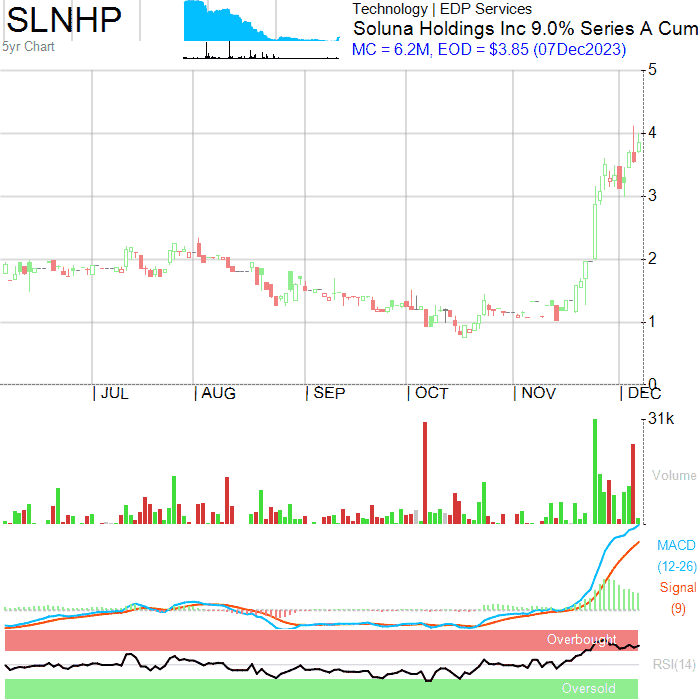 SLNHP
5yr Chart
Technology | EDP Services
Soluna Holdings Inc 9.0% Series A Cum
MC = 6.2M, EOD = $3.85 (07Dec2023)
5
4
3
2
1
0
| JUL | AUG | SEP | OCT | NOV | DEC
31k
Volume
MACD
(12-26)
Signal
(9)
Overbought
RSI(14)
Oversold